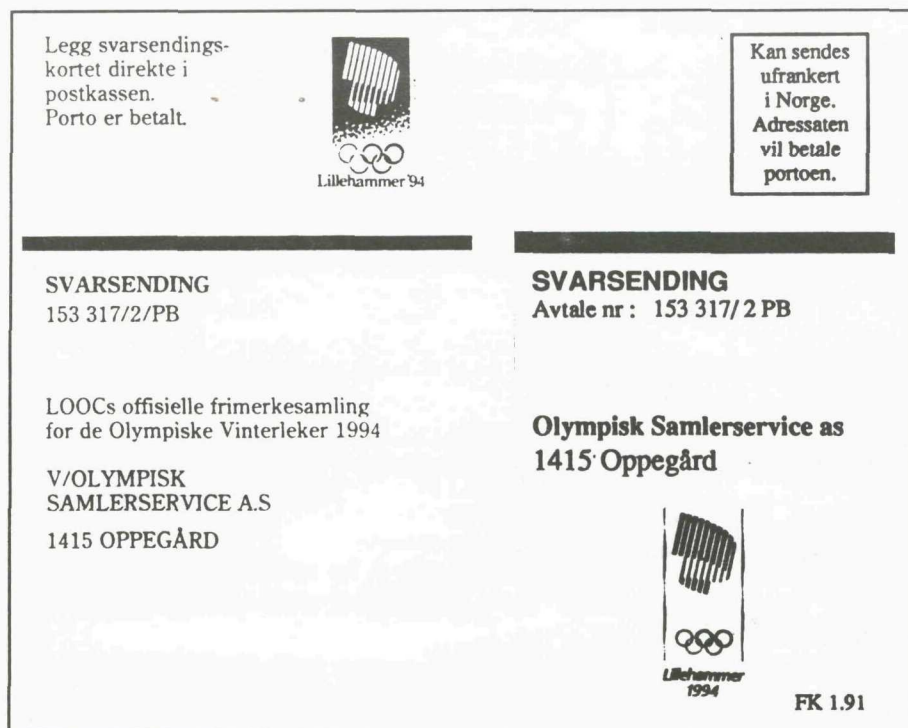 Legg svarsendings-
kortet direkte i
postkassen.
Porto er betalt.
Lillehammer '94
Kan sendes
ufrankert
i Norge.
Adressaten
vil betale
portoen.
SVARSENDING
153 317/2/PB
LOOCs offisielle frimerkesamling
for de Olympiske Vinterleker 1994
V/OLYMPISK
SAMLERSERVICE A.S
1415 OPPEGÅRD
SVARSENDING
Avtale nr : 153 317/ 2 PB
Olympisk Samlerservice as
1415 Oppegård
Lillehammer
1994
FK 1.91